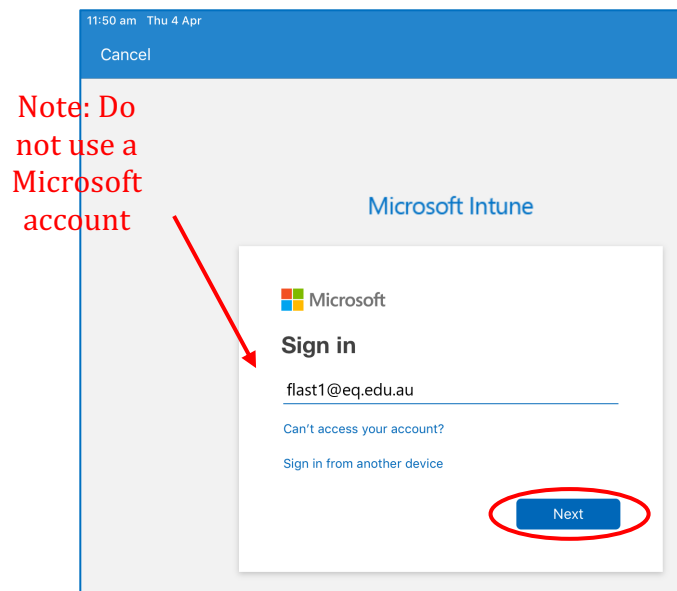 11:50 am Thu 4 Apr
Cancel
Note: Do
not use a
Microsoft
account
Microsoft Intune
Microsoft
Sign in
flast1@eq.edu.au
Can't access your account?
Sign in from another device
Next